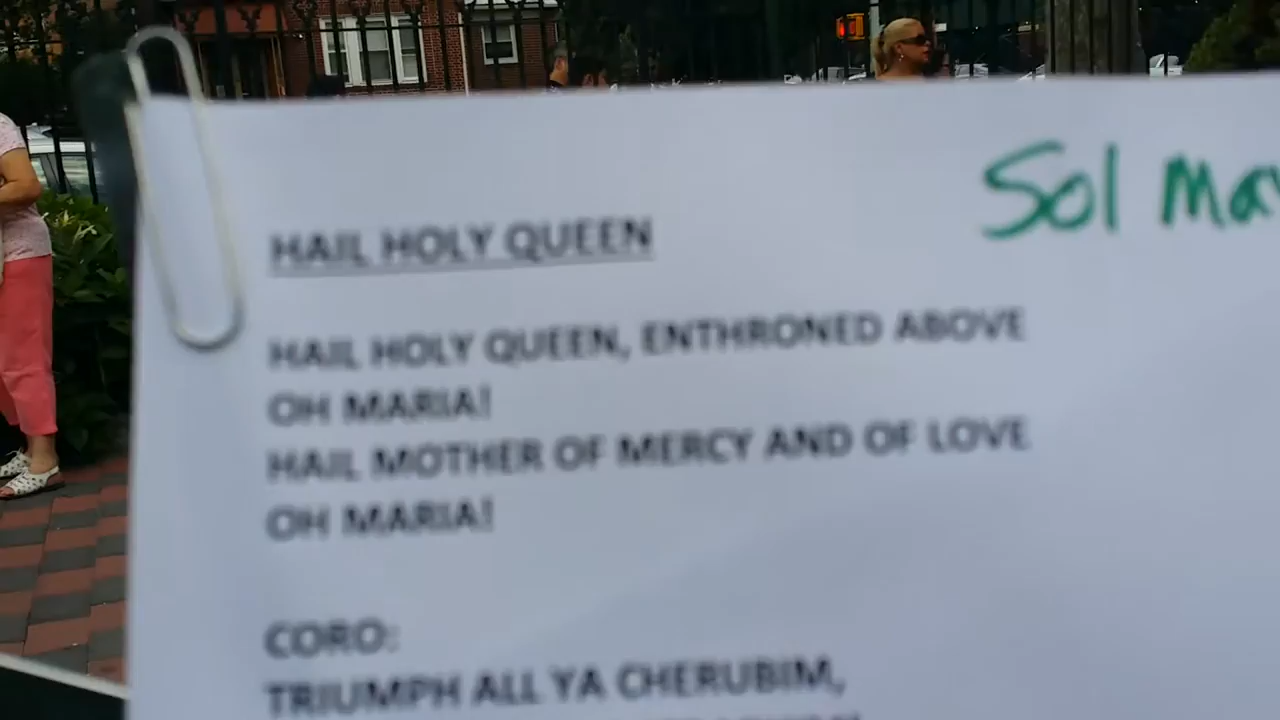 Sol
HAIL HOLY QUEEN
HAIL HOLY QUEEN, ENTHRONED ABOVE
OH MARIA!
HAIL MOTHER OF MERCY AND OF LOVE
OH MARIA!
CORO:
TRIUMPH ALL YA CHERUBIM,